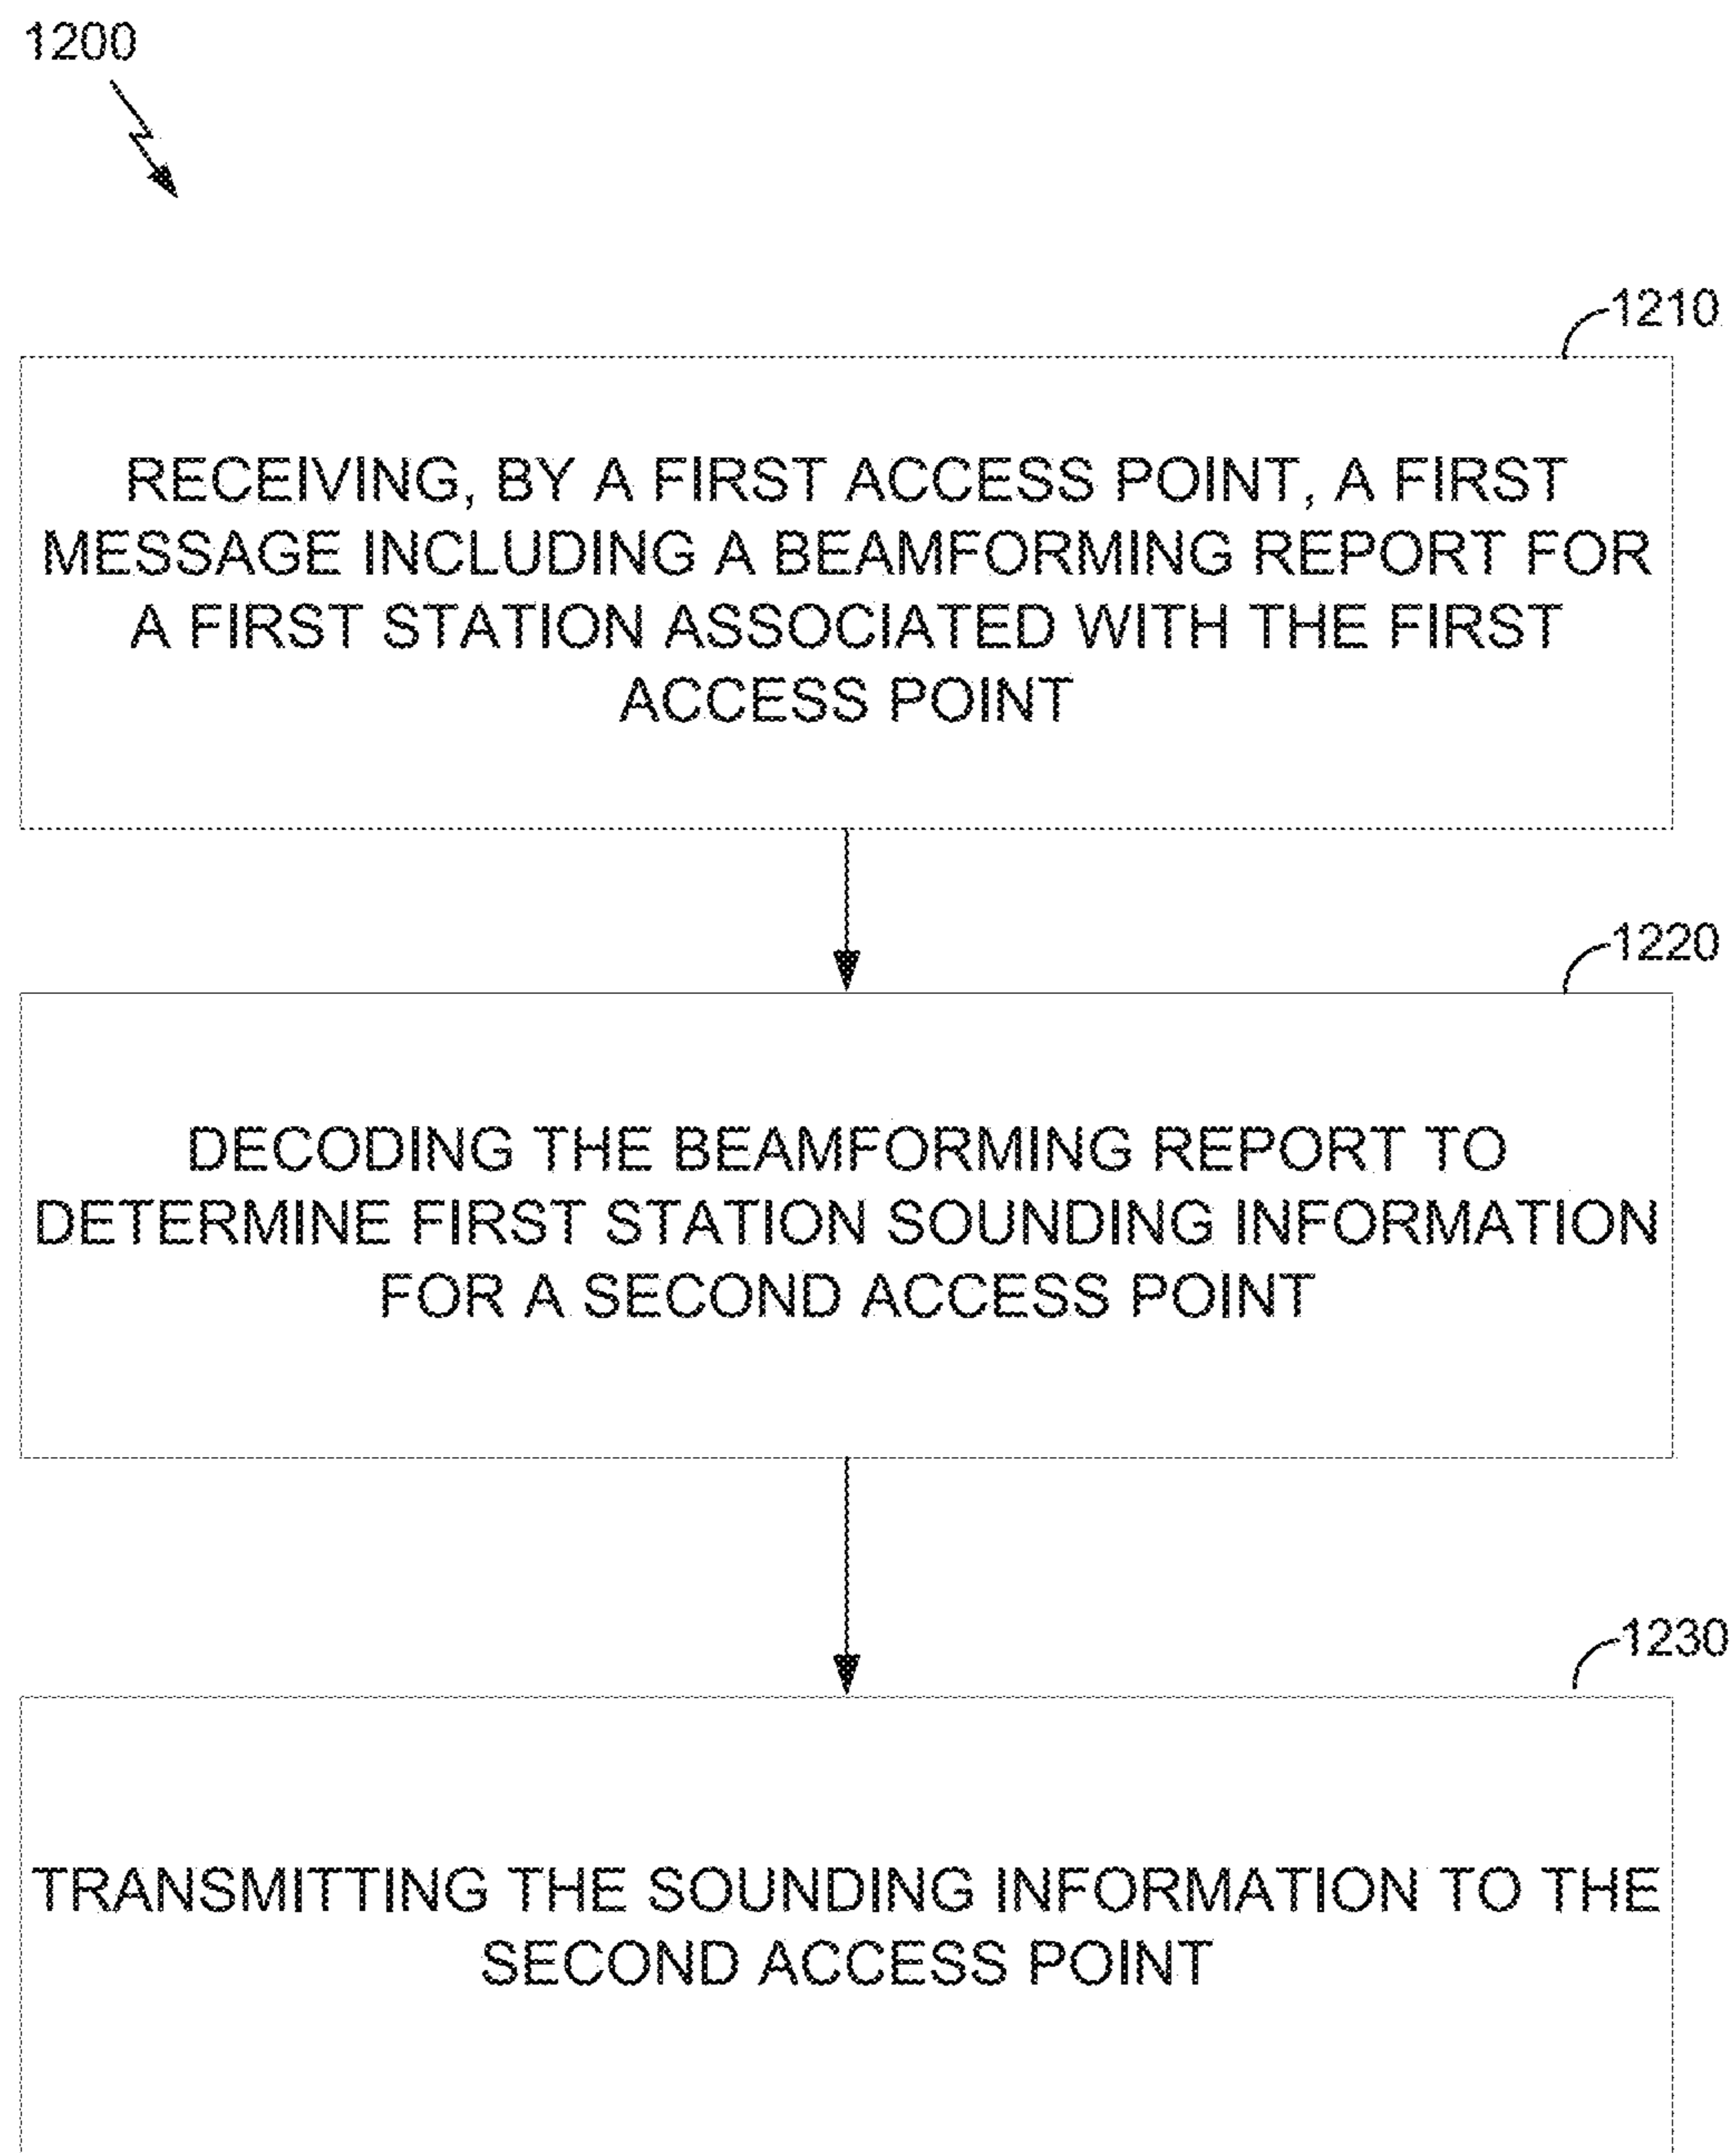 1200
1210
RECEIVING, BY A FIRST ACCESS POINT, A FIRST
MESSAGE INCLUDING A BEAMFORMING REPORT FOR
A FIRST STATION ASSOCIATED WITH THE FIRST
ACCESS POINT
1220
DECODING THE BEAMFORMING REPORT TO
DETERMINE FIRST STATION SOUNDING INFORMATION
FOR A SECOND ACCESS POINT
1230
TRANSMITTING THE SOUNDING INFORMATION TO THE
SECOND ACCESS POINT